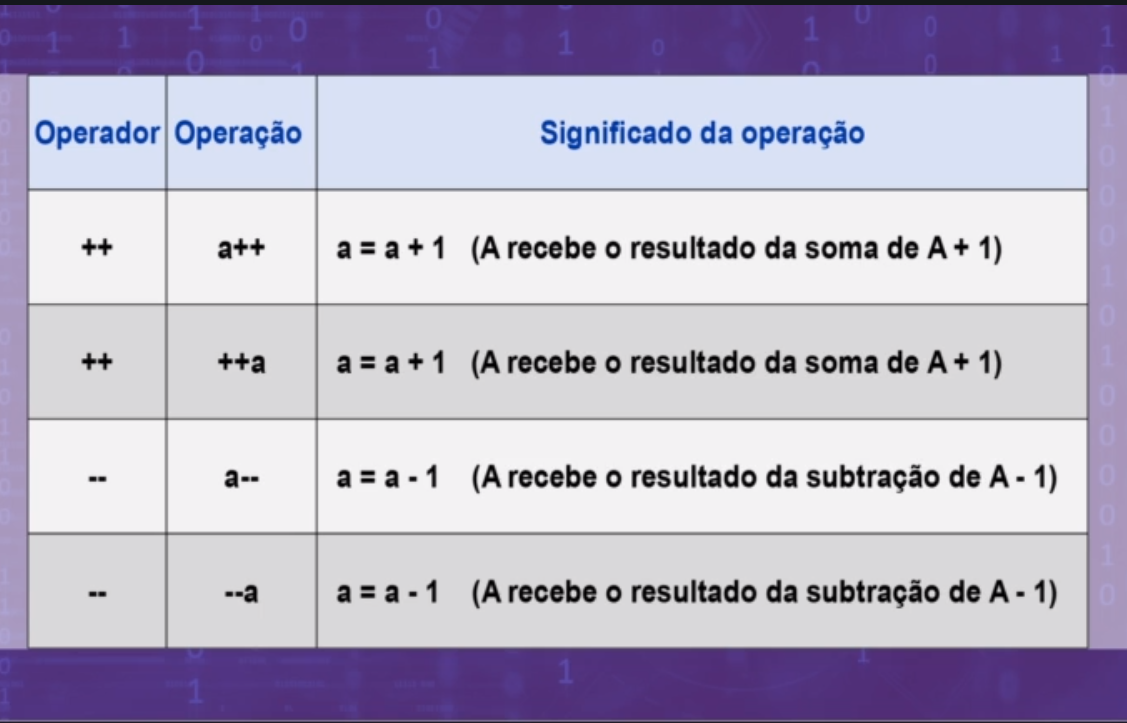 Operador Operação Significado da operação
++ a++ a = a + 1 (A recebe o resultado da soma de A + 1)
++ ++a a = a + 1 (A recebe o resultado da soma de A + 1)
-- a-- a = a - 1 (A recebe o resultado da subtração de A - 1)
-- --a a = a - 1 (A recebe o resultado da subtração de A - 1)